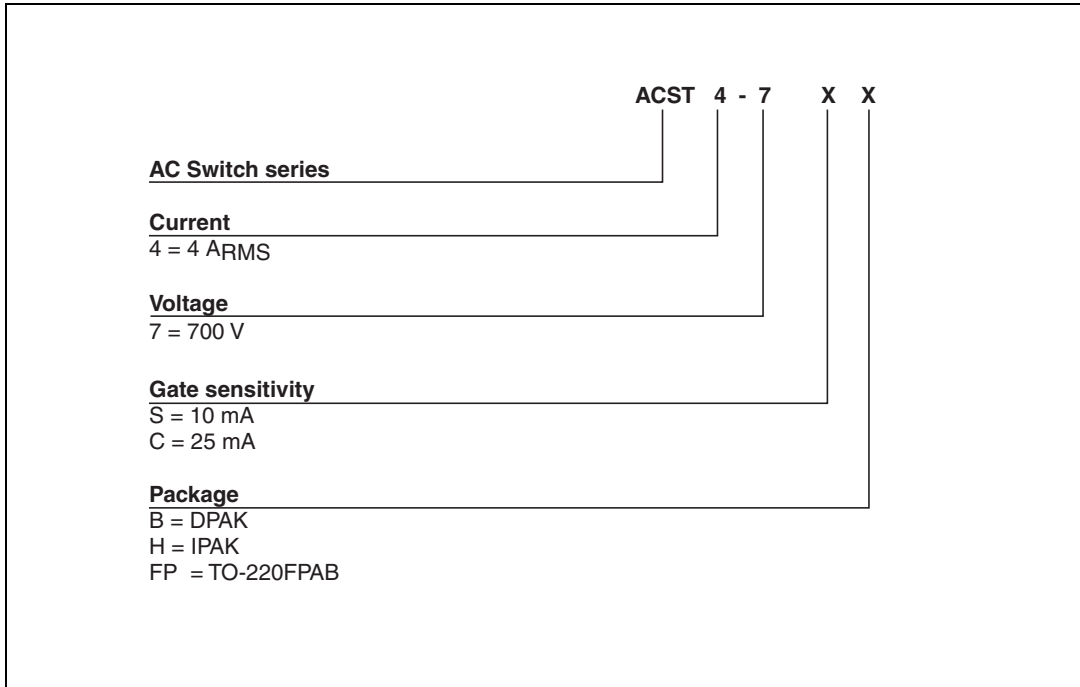 ACST 4 - 7 X X
AC Switch series
Current
4 = 4 ARMS
Voltage
7 = 700 V
Gate sensitivity
S = 10 mA
C = 25 mA
Package
B = DPAK
H = IPAK
FP = TO-220FPAB